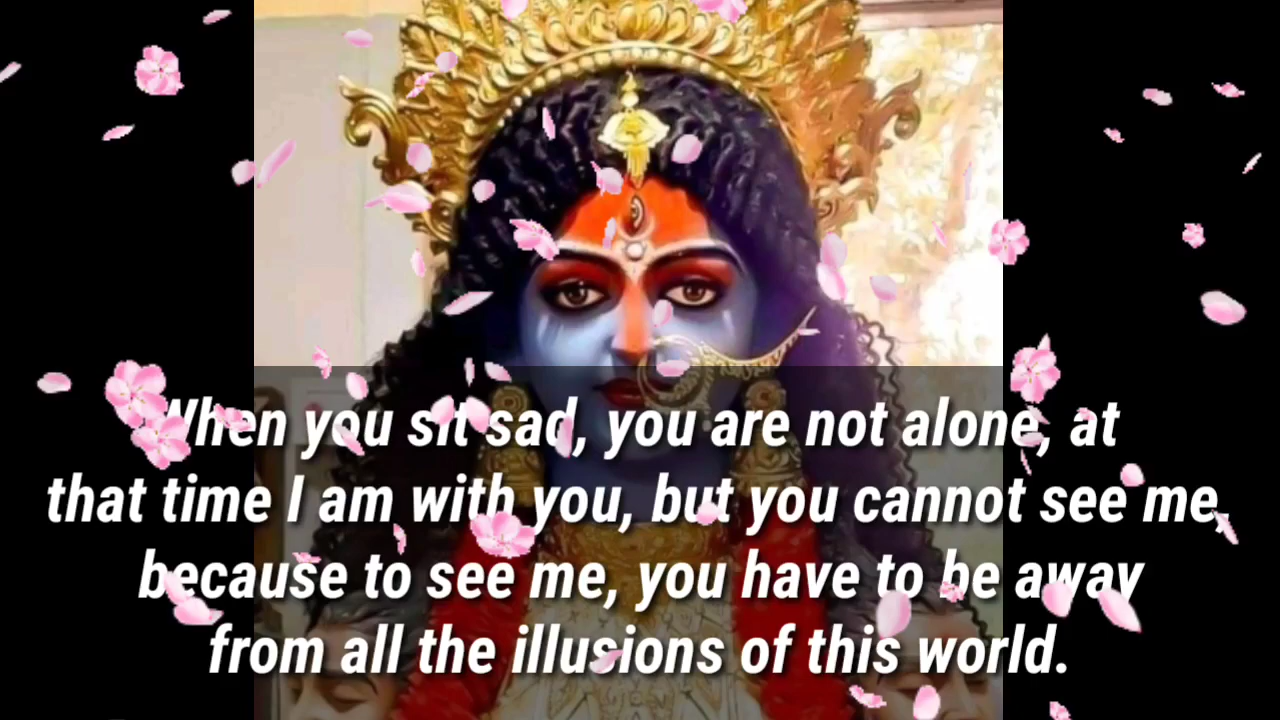 When you sit sad, you are not alone, at
that time I am with you, but you cannot see me,
because to see me, you have to be away
from all the illusions of this world.